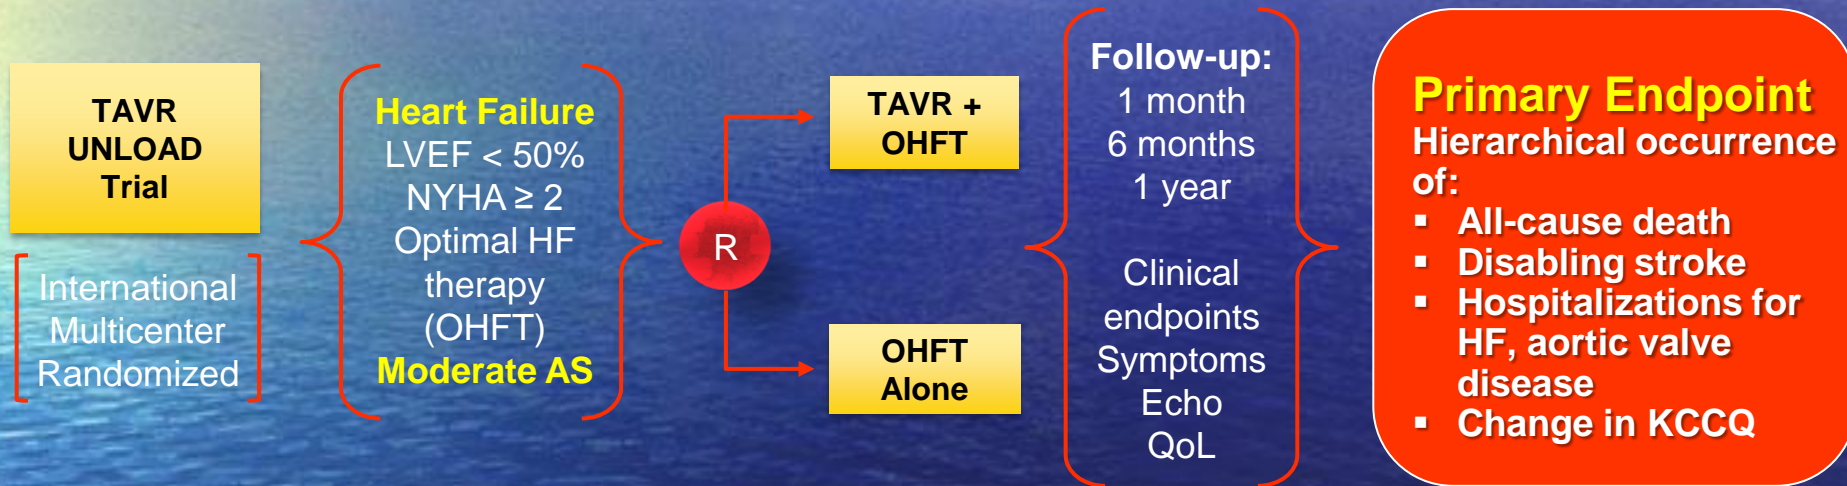 TAVR
UNLOAD
Trial
International
Multicenter
Randomized
Heart Failure
LVEF < 50%
NYHA ≥ 2
Optimal HF
therapy
(OHFT)
Moderate AS
R
TAVR +
OHFT
OHFT
Alone
Follow-up:
1 month
6 months
1 year
Clinical
endpoints
Symptoms
Echo
QoL
Primary Endpoint
Hierarchical occurrence
of:
▪ All-cause death
▪ Disabling stroke
▪ Hospitalizations for
HF, aortic valve
disease
▪ Change in KCCQ